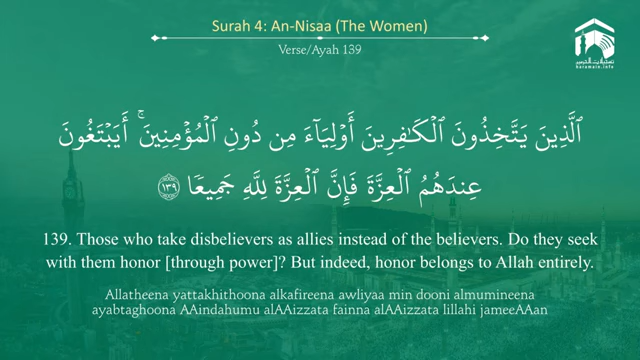 Surah 4: An-Nisaa (The Women)
Verse/Ayah 139
haramain.info
ٱلَّذِينَ يَتَّخِذُونَ ٱلْكَـٰفِرِينَ أَوْلِيَآءَ مِن دُونِ ٱلْمُؤْمِنِينَ ۚ أَيَبْتَغُونَ
عِندَهُمُ ٱلْعِزَّةَ فَإِنَّ ٱلْعِزَّةَ لِلَّهِ جَمِيعًا ١٣٩
139. Those who take disbelievers as allies instead of the believers. Do they seek
with them honor [through power]? But indeed, honor belongs to Allah entirely.
Allatheena yattakhithoona alkafireena awliyaa min dooni almumineena
ayabtaghoona AAindahumu alAAizzata fainna alAAizzata lillahi jameeAAan